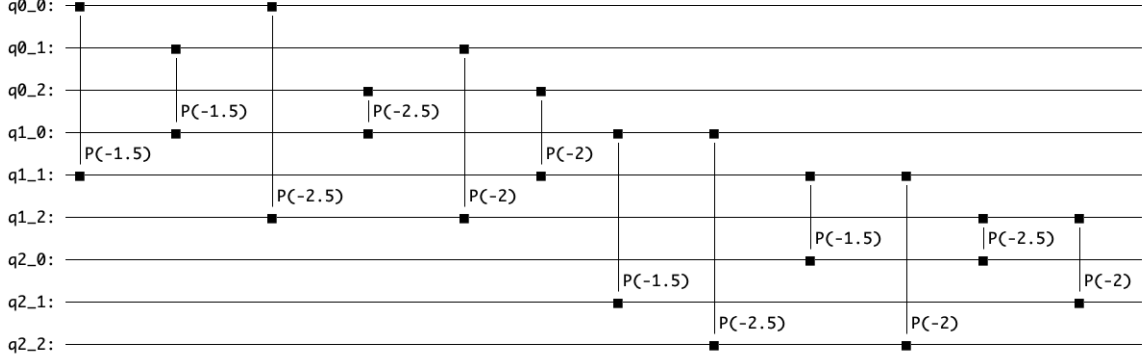 q0_0:
q0_1:
q0_2:
P(-1.5) P(-2.5)
q1_0:
P(-1.5) P(-2)
q1_1:
P(-2.5) P(-2)
q1_2:
P(-1.5) P(-2.5)
q2_0:
P(-1.5) P(-2)
q2_1:
P(-2.5) P(-2)
q2_2: